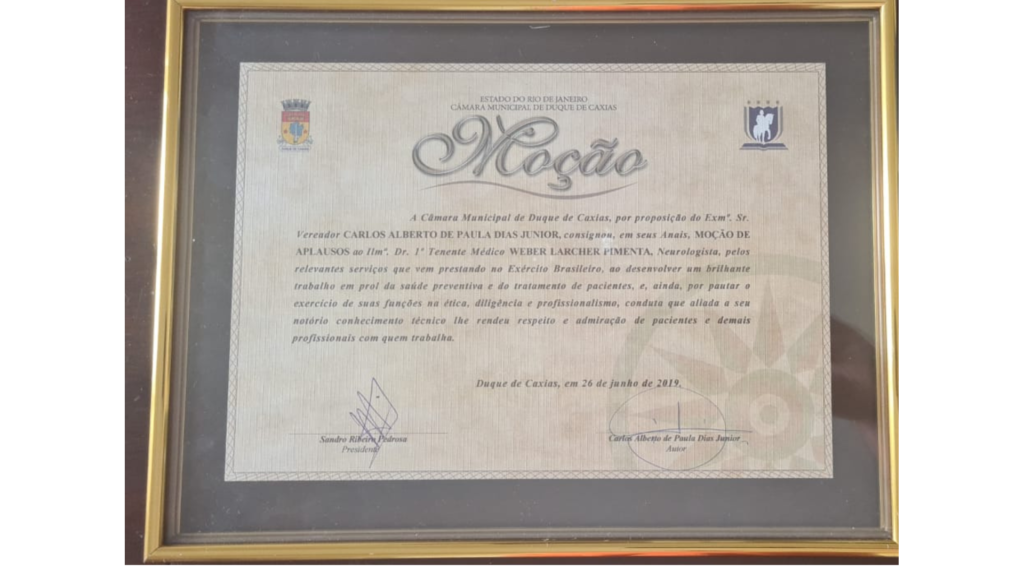 ESTADO DO RIO DE JANEIRO
CÂMARA MUNICIPAL DE DUQUE DE CAXIAS
Moção
A Câmara Municipal de Duque de Caxias, por proposição do Exmº. Sr.
Vereador CARLOS ALBERTO DE PAULA DIAS JUNIOR, consignou, em seus Anais, MOÇÃO DE
APLAUSOS ao Ilmº. Dr. 1º Tenente Médico WEBER LARCHER PIMENTA, Neurologista, pelos
relevantes serviços que vem prestando no Exército Brasileiro, ao desenvolver um brilhante
trabalho em prol da saúde preventiva e do tratamento de pacientes, e, ainda, por pautar o
exercício de suas funções na ética, diligência e profissionalismo, conduta que aliada a seu
notório conhecimento técnico lhe rendeu respeito e admiração de pacientes e demais
profissionais com quem trabalha.
Duque de Caxias, em 26 de junho de 2019.
Sandro Ribeiro Pedrosa
Presidente
Carlos Alberto de Paula Dias Junior
Autor